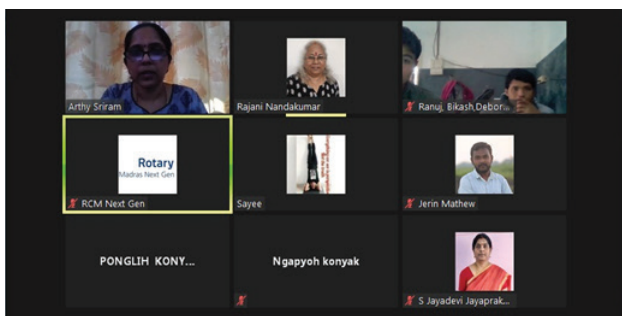 Arthy Sriram
Rajani Nandakumar
Ranuj, Bikash,Debor...
Rotary
Madras Next Gen
RCM Next Gen
Sayee
Jerin Mathew
PONGLIH KONY...
Ngapyoh konyak
S Jayadevi Jayaprak...